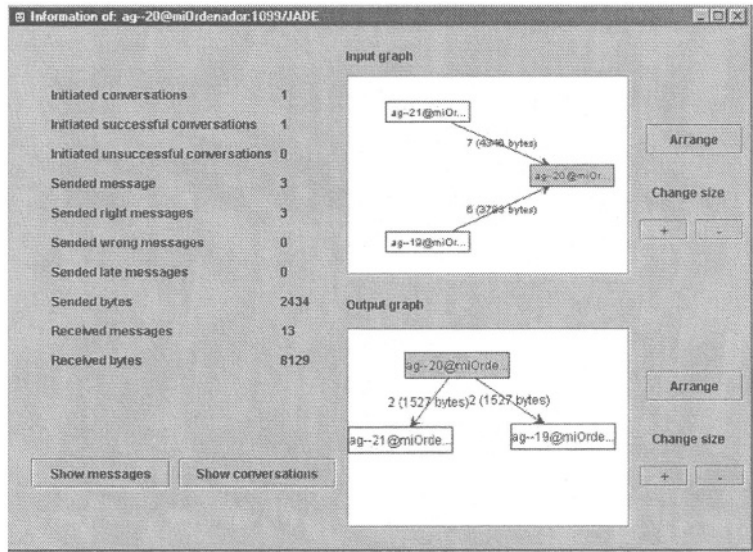 Information of: ag--20@miOrdenador:1099/JADE
Initiated conversations 1
Initiated successful conversations 1
Initiated unsuccessful conversations 0
Sended message 3
Sended right messages 3
Sended wrong messages 0
Sended late messages 0
Sended bytes 2434
Received messages 13
Received bytes 8129
Show messages
Show conversations
Input graph
ag--21@miOr...
7 (4346 bytes)
ag--20@miOr...
6 (3783 bytes)
ag--19@miOr...
Arrange
Change size
+ -
Output graph
ag--20@miOrde...
2 (1527 bytes)
2 (1527 bytes)
ag--21@miOrde...
ag--19@miOrde...
Arrange
Change size
+ -